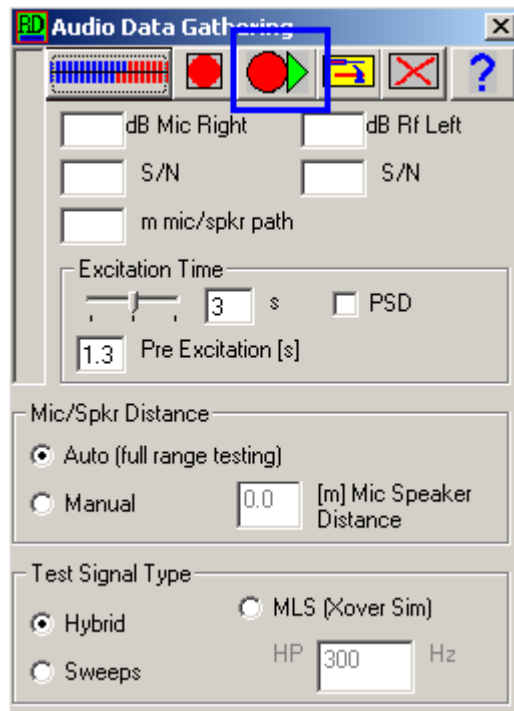 RD Audio Data Gathering
?
dB Mic Right dB Rf Left
S/N S/N
m mic/spkr path
Excitation Time
3 s PSD
1.3 Pre Excitation [s]
Mic/Spkr Distance
Auto (full range testing)
Manual 0.0 [m] Mic Speaker
Distance
Test Signal Type
MLS (Xover Sim)
Hybrid
HP 300 Hz
Sweeps